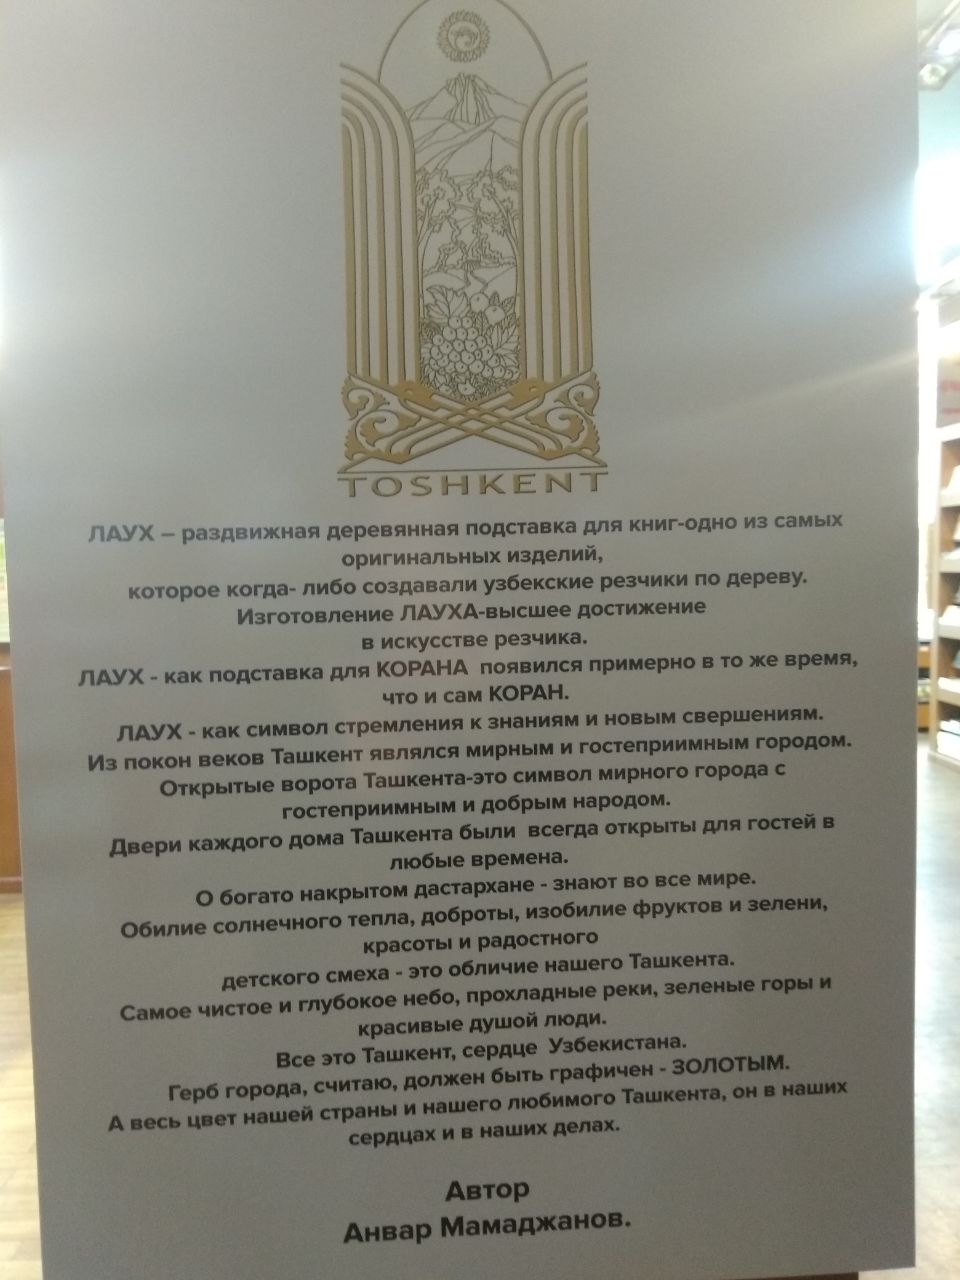 TOSHKENT
ЛАУХ – раздвижная деревянная подставка для книг-одно из самых
оригинальных изделий,
которое когда- либо создавали узбекские резчики по дереву.
Изготовление ЛАУХА-высшее достижение
в искусстве резчика.
ЛАУХ - как подставка для КОРАНА появился примерно в то же время,
что и сам КОРАН.
ЛАУХ - как символ стремления к знаниям и новым свершениям.
Из покон веков Ташкент являлся мирным и гостеприимным городом.
Открытые ворота Ташкента-это символ мирного города с
гостеприимным и добрым народом.
Двери каждого дома Ташкента были всегда открыты для гостей в
любые времена.
О богато накрытом дастархане - знают во все мире.
Обилие солнечного тепла, доброты, изобилие фруктов и зелени,
красоты и радостного
детского смеха - это обличие нашего Ташкента.
Самое чистое и глубокое небо, прохладные реки, зеленые горы и
красивые душой люди.
Все это Ташкент, сердце Узбекистана.
Герб города, считаю, должен быть графичен - ЗОЛОТЫМ.
А весь цвет нашей страны и нашего любимого Ташкента, он в наших
сердцах и в наших делах.
Автор
Анвар Мамаджанов.